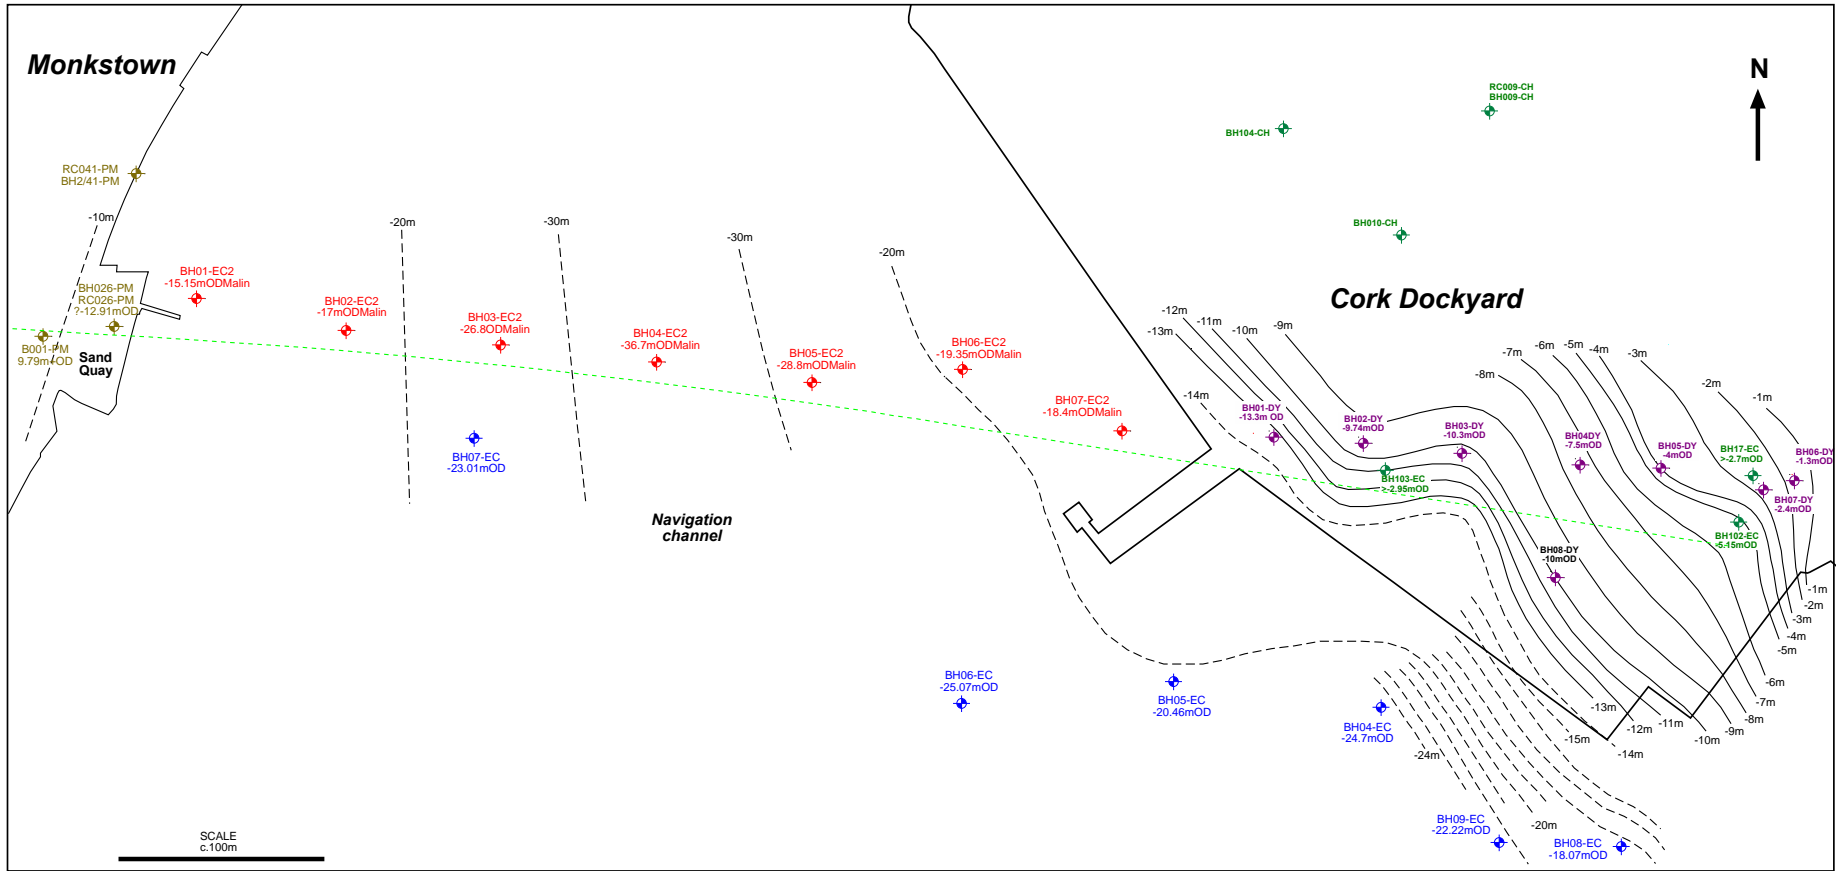 Monkstown
N
RC009-CH
BH009-CH
BH104-CH
RC041-PM
BH2/41-PM
-10m
-20m
-30m
-30m
-20m
BH010-CH
BH01-EC2
-15.15mODMalin
BH026-PM
RC026-PM
?-12.91mOD
BH02-EC2
-17mODMalin
BH03-EC2
-26.8ODMalin
BH04-EC2
-36.7mODMalin
BH05-EC2
-28.8mODMalin
BH06-EC2
-19.35mODMalin
BH07-EC2
-18.4mODMalin
B001-PM
9.79m+OD
Sand
Quay
Cork Dockyard
-12m
-13m
-11m
-10m
-9m
-14m
-7m
-8m
-6m
-5m
-4m
-3m
-2m
-1m
BH01-DY
-13.3m OD
BH02-DY
-9.74mOD
BH03-DY
-10.3mOD
BH04DY
-7.5mOD
BH05-DY
-4mOD
BH17-EC
>-2.7mOD
BH06-DY
-1.3mOD
BH07-DY
-2.4mOD
BH103-EC
>-2.95mOD
BH102-EC
-5.15mOD
BH08-DY
-10mOD
BH07-EC
-23.01mOD
Navigation
channel
BH06-EC
-25.07mOD
BH05-EC
-20.46mOD
BH04-EC
-24.7mOD
-24m
-1m
-2m
-3m
-4m
-5m
-6m
-7m
-8m
-9m
-10m
-11m
-12m
-13m
-14m
-15m
-20m
BH09-EC
-22.22mOD
BH08-EC
-18.07mOD
SCALE
c.100m